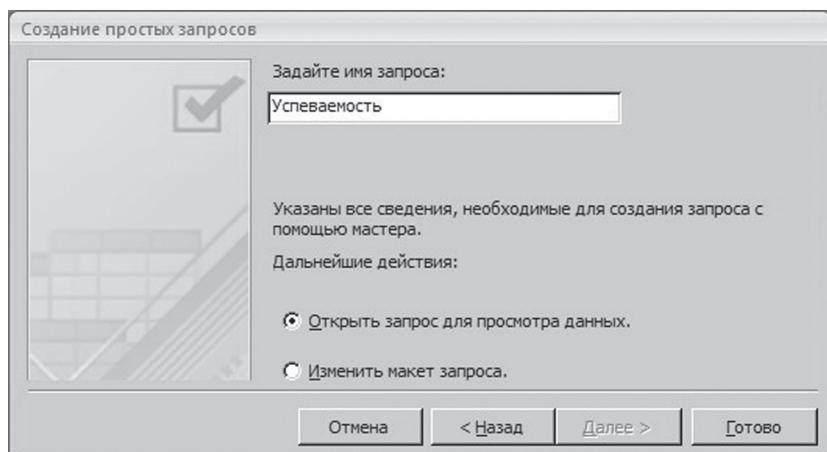 Создание простых запросов
Задайте имя запроса:
Успеваемость
Указаны все сведения, необходимые для создания запроса с
помощью мастера.
Дальнейшие действия:
Открыть запрос для просмотра данных.
Изменить макет запроса.
Отмена
< Назад
Далее >
Готово